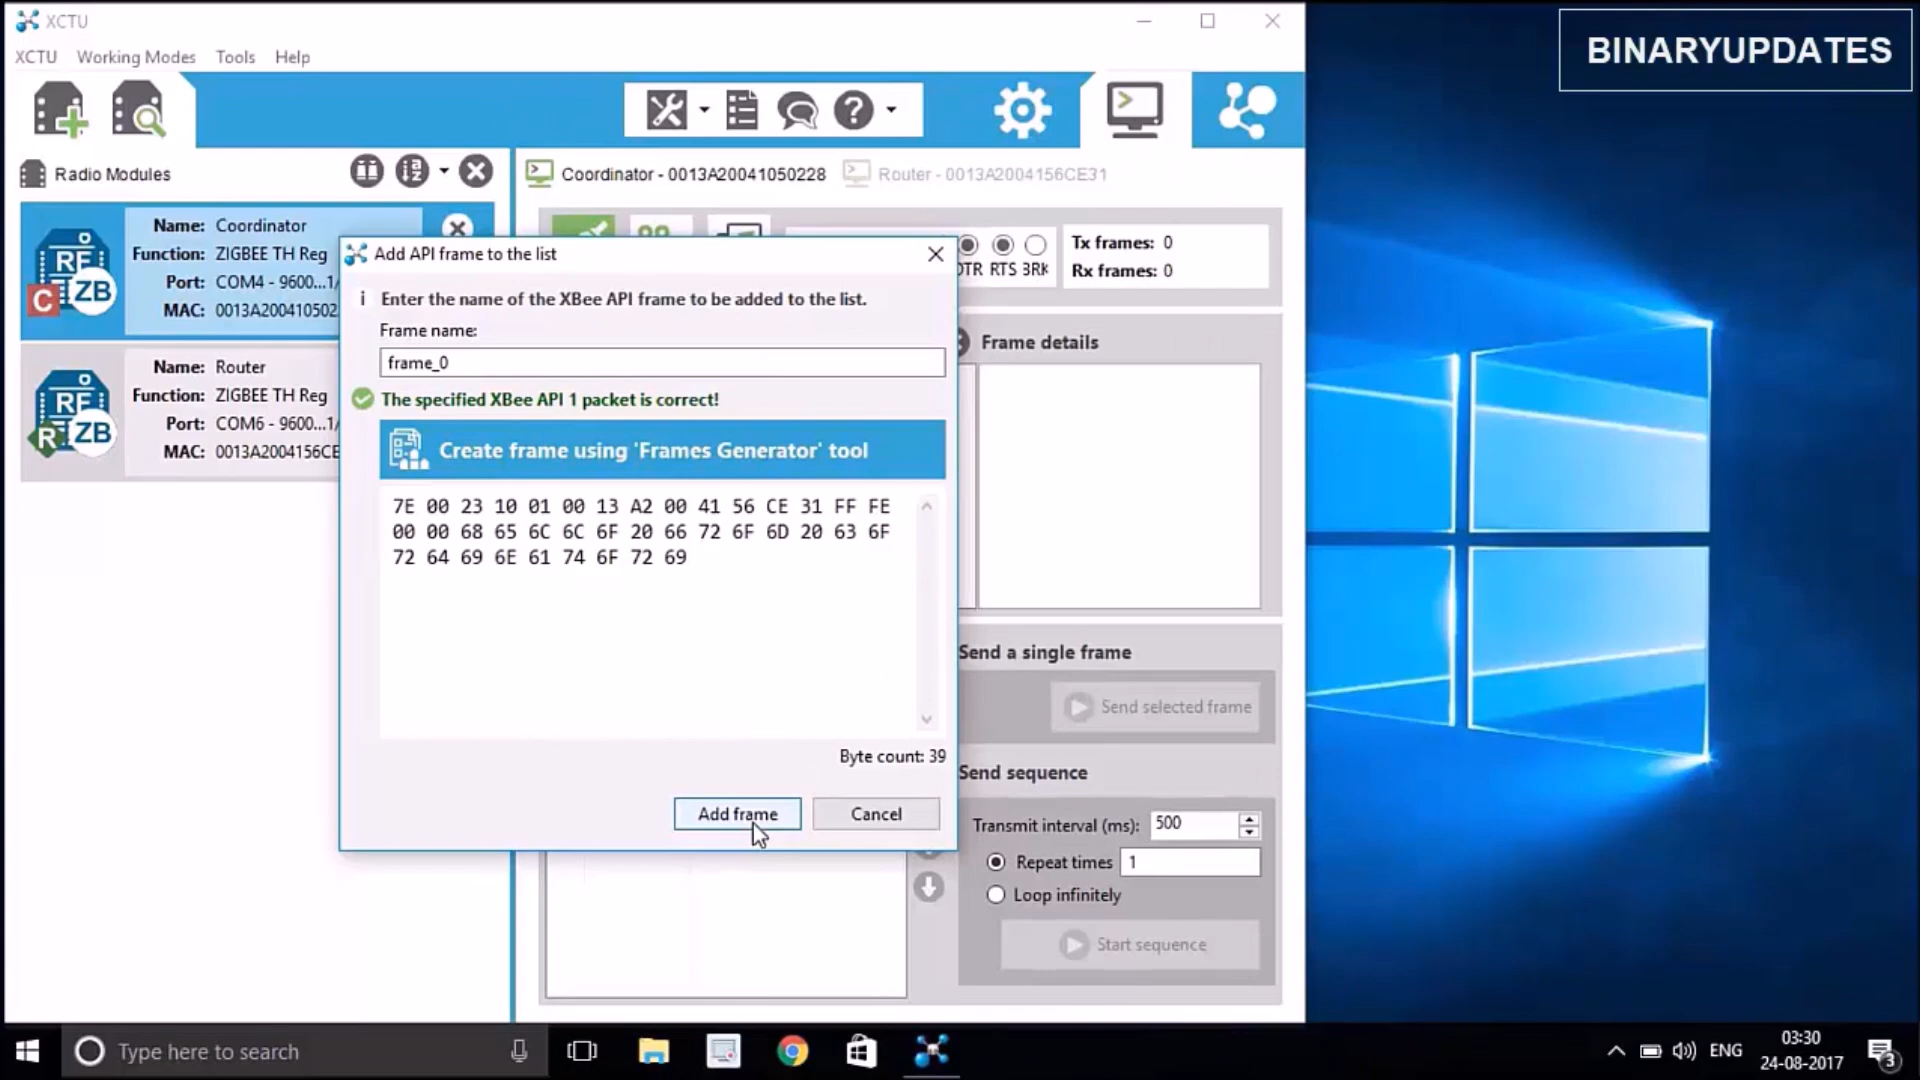 XCTU
BINARYUPDATES
XCTU Working Modes Tools Help
Radio Modules
Coordinator - 0013A20041050228
Router - 0013A2004156CE31
Name: Coordinator
Function: ZIGBEE TH Reg
Port: COM4 - 9600...1/
MAC: 0013A200410502
C RF ZB
Name: Router
Function: ZIGBEE TH Reg
Port: COM6 - 9600...1/
MAC: 0013A2004156CE
R RF ZB
Add API frame to the list
i Enter the name of the XBee API frame to be added to the list.
Frame name:
frame_0
The specified XBee API 1 packet is correct!
Create frame using 'Frames Generator' tool
7E 00 23 10 01 00 13 A2 00 41 56 CE 31 FF FE
00 00 68 65 6C 6C 6F 20 66 72 6F 6D 20 63 6F
72 64 69 6E 61 74 6F 72 69
Byte count: 39
Add frame
Cancel
DTR RTS BRK
Tx frames: 0
Rx frames: 0
Frame details
Send a single frame
Send selected frame
Send sequence
Transmit interval (ms): 500
Repeat times 1
Loop infinitely
Start sequence
Type here to search
ENG
03:30
24-08-2017
3